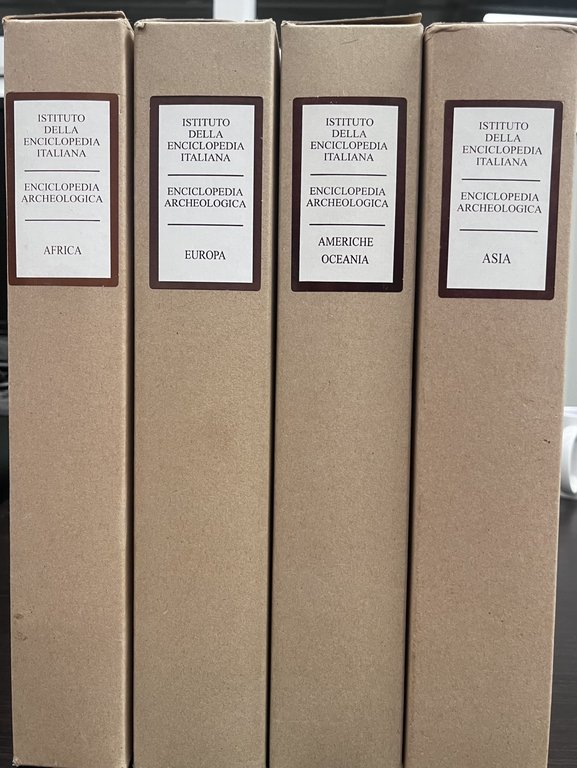 ISTITUTO
DELLA
ENCICLOPEDIA
ITALIANA
ENCICLOPEDIA
ARCHEOLOGICA
AFRICA
ISTITUTO
DELLA
ENCICLOPEDIA
ITALIANA
ENCICLOPEDIA
ARCHEOLOGICA
EUROPA
ISTITUTO
DELLA
ENCICLOPEDIA
ITALIANA
ENCICLOPEDIA
ARCHEOLOGICA
AMERICHE
OCEANIA
ISTITUTO
DELLA
ENCICLOPEDIA
ITALIANA
ENCICLOPEDIA
ARCHEOLOGICA
ASIA